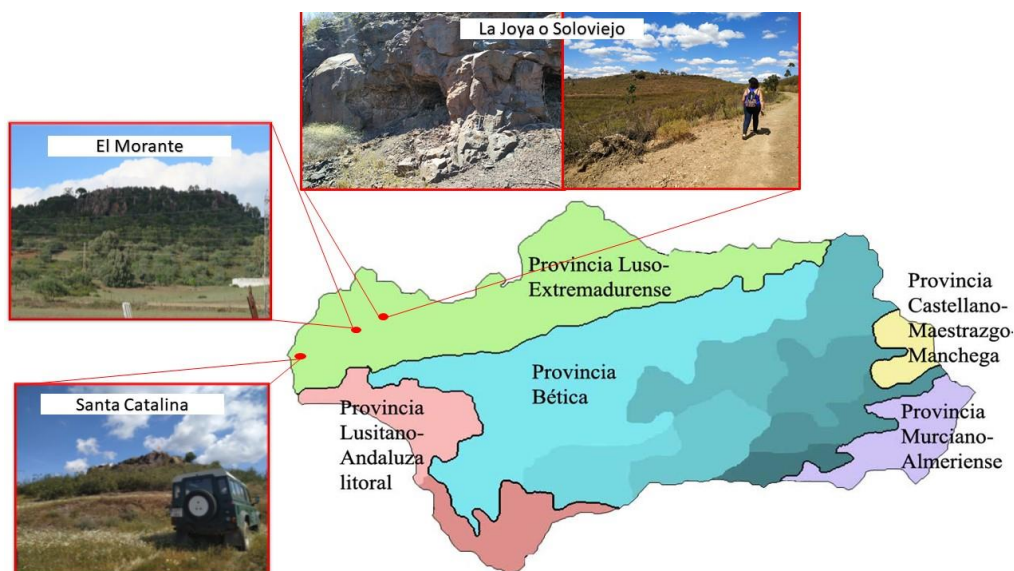 La Joya o Soloviejo
El Morante
Santa Catalina
Provincia Luso-
Extremadurense
Provincia
Castellano-
Maestrazgo-
Manchega
Provincia
Bética
Provincia
Lusitano-
Andaluza
litoral
Provincia
Murciano-
Almeriense